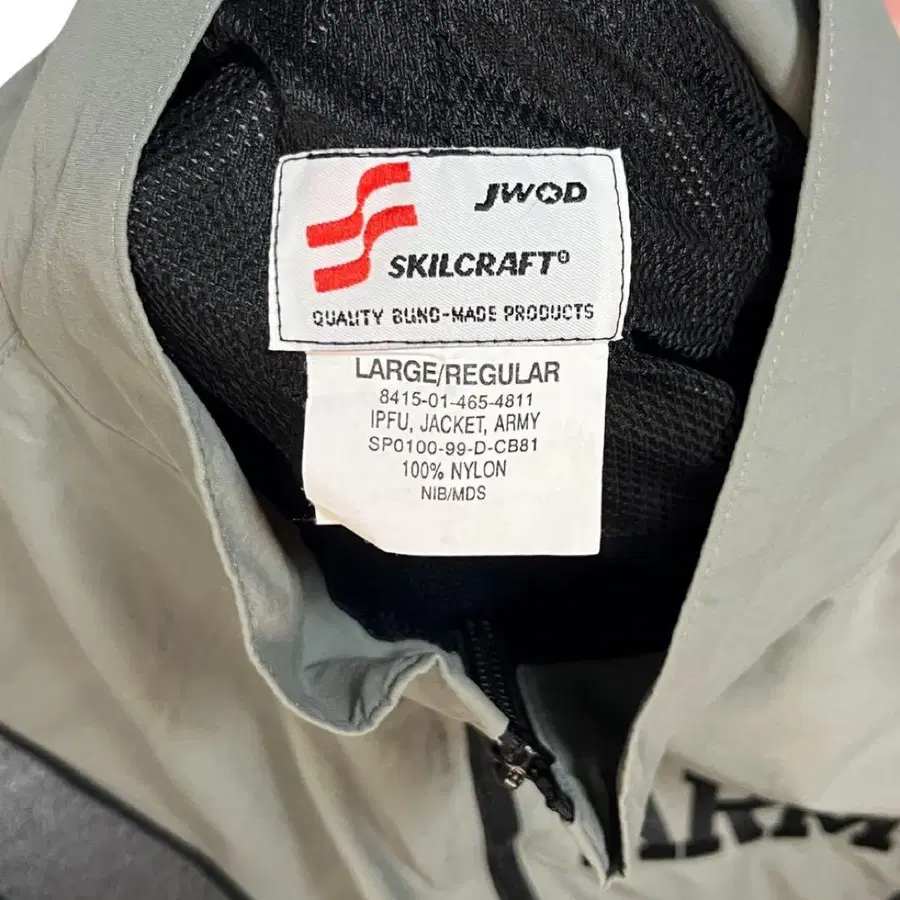 JWOD
SKILCRAFT®
QUALITY BLIND-MADE PRODUCTS
LARGE/REGULAR
8415-01-465-4811
IPFU, JACKET, ARMY
SP0100-99-D-CB81
100% NYLON
NIB/MDS
ARM